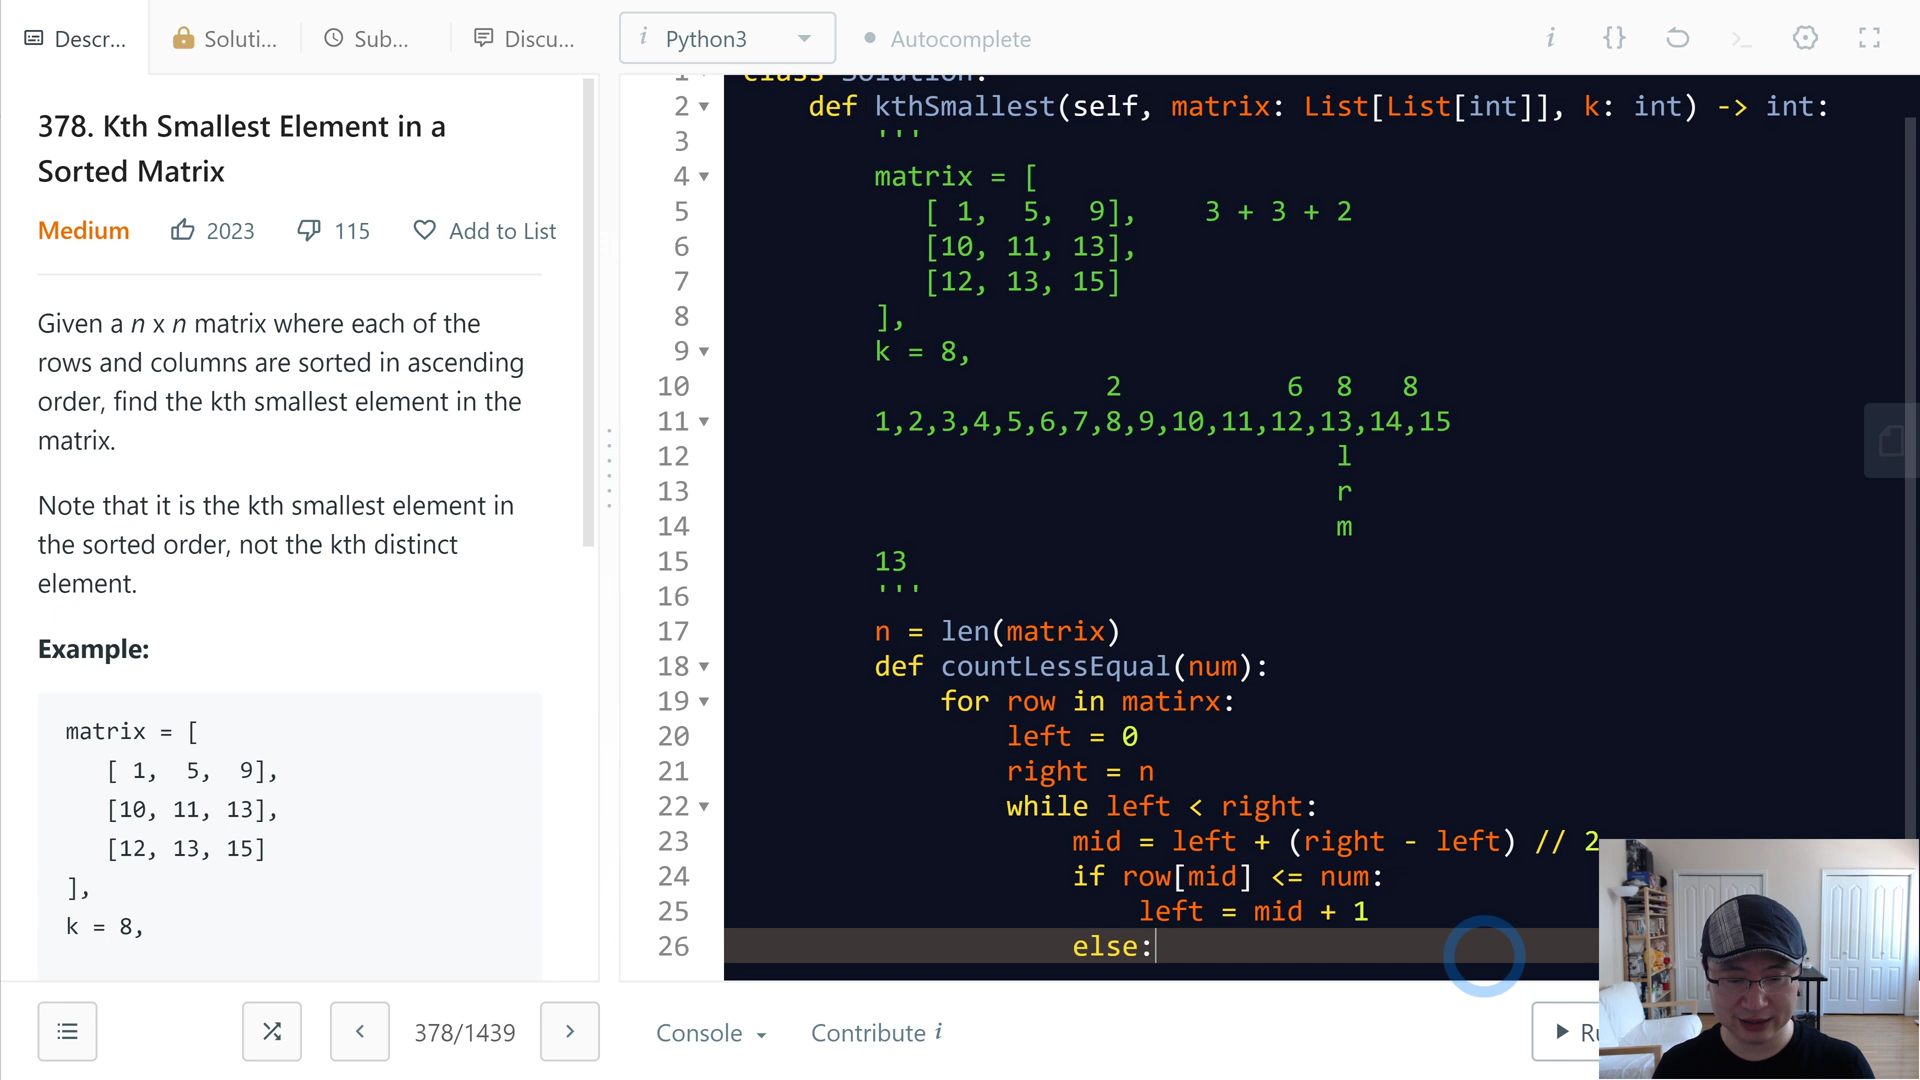 Descr...
Soluti...
Sub...
Discu...
i Python3
Autocomplete
i {} >_
378. Kth Smallest Element in a
Sorted Matrix
Medium 2023 115 Add to List
Given a n x n matrix where each of the
rows and columns are sorted in ascending
order, find the kth smallest element in the
matrix.
Note that it is the kth smallest element in
the sorted order, not the kth distinct
element.
Example:
matrix = [
[ 1, 5, 9],
[10, 11, 13],
[12, 13, 15]
],
k = 8,
378/1439
1 class Solution:
2 def kthSmallest(self, matrix: List[List[int]], k: int) -> int:
3 '''
4 matrix = [
5 [ 1, 5, 9], 3 + 3 + 2
6 [10, 11, 13],
7 [12, 13, 15]
8 ],
9 k = 8,
10 2 6 8 8
11 1,2,3,4,5,6,7,8,9,10,11,12,13,14,15
12 l
13 r
14 m
15 13
16 '''
17 n = len(matrix)
18 def countLessEqual(num):
19 for row in matirx:
20 left = 0
21 right = n
22 while left < right:
23 mid = left + (right - left) // 2
24 if row[mid] <= num:
25 left = mid + 1
26 else:
Console
Contribute i